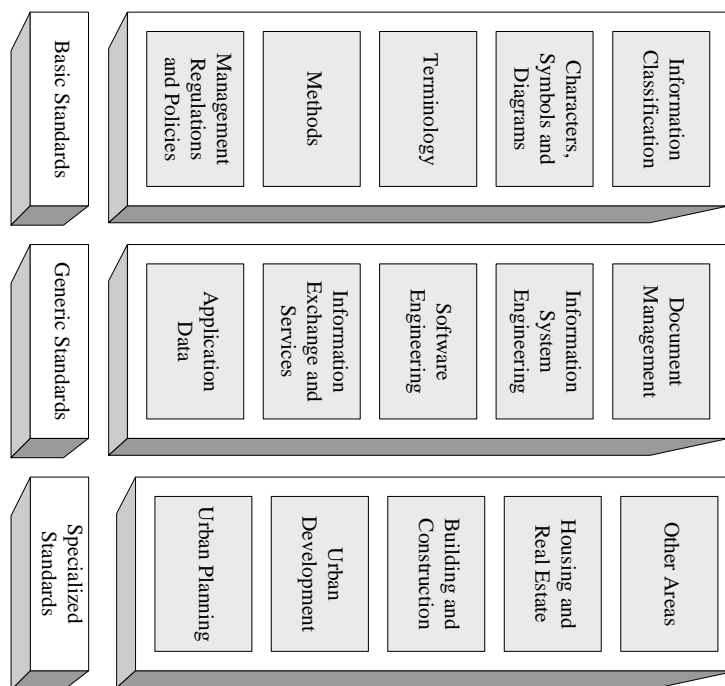 Basic Standards
Management
Regulations
and Policies
Methods
Terminology
Characters,
Symbols and
Diagrams
Information
Classification
Generic Standards
Application
Data
Information
Exchange and
Services
Software
Engineering
Information
System
Engineering
Document
Management
Specialized
Standards
Urban Planning
Urban
Development
Building and
Construction
Housing and
Real Estate
Other Areas